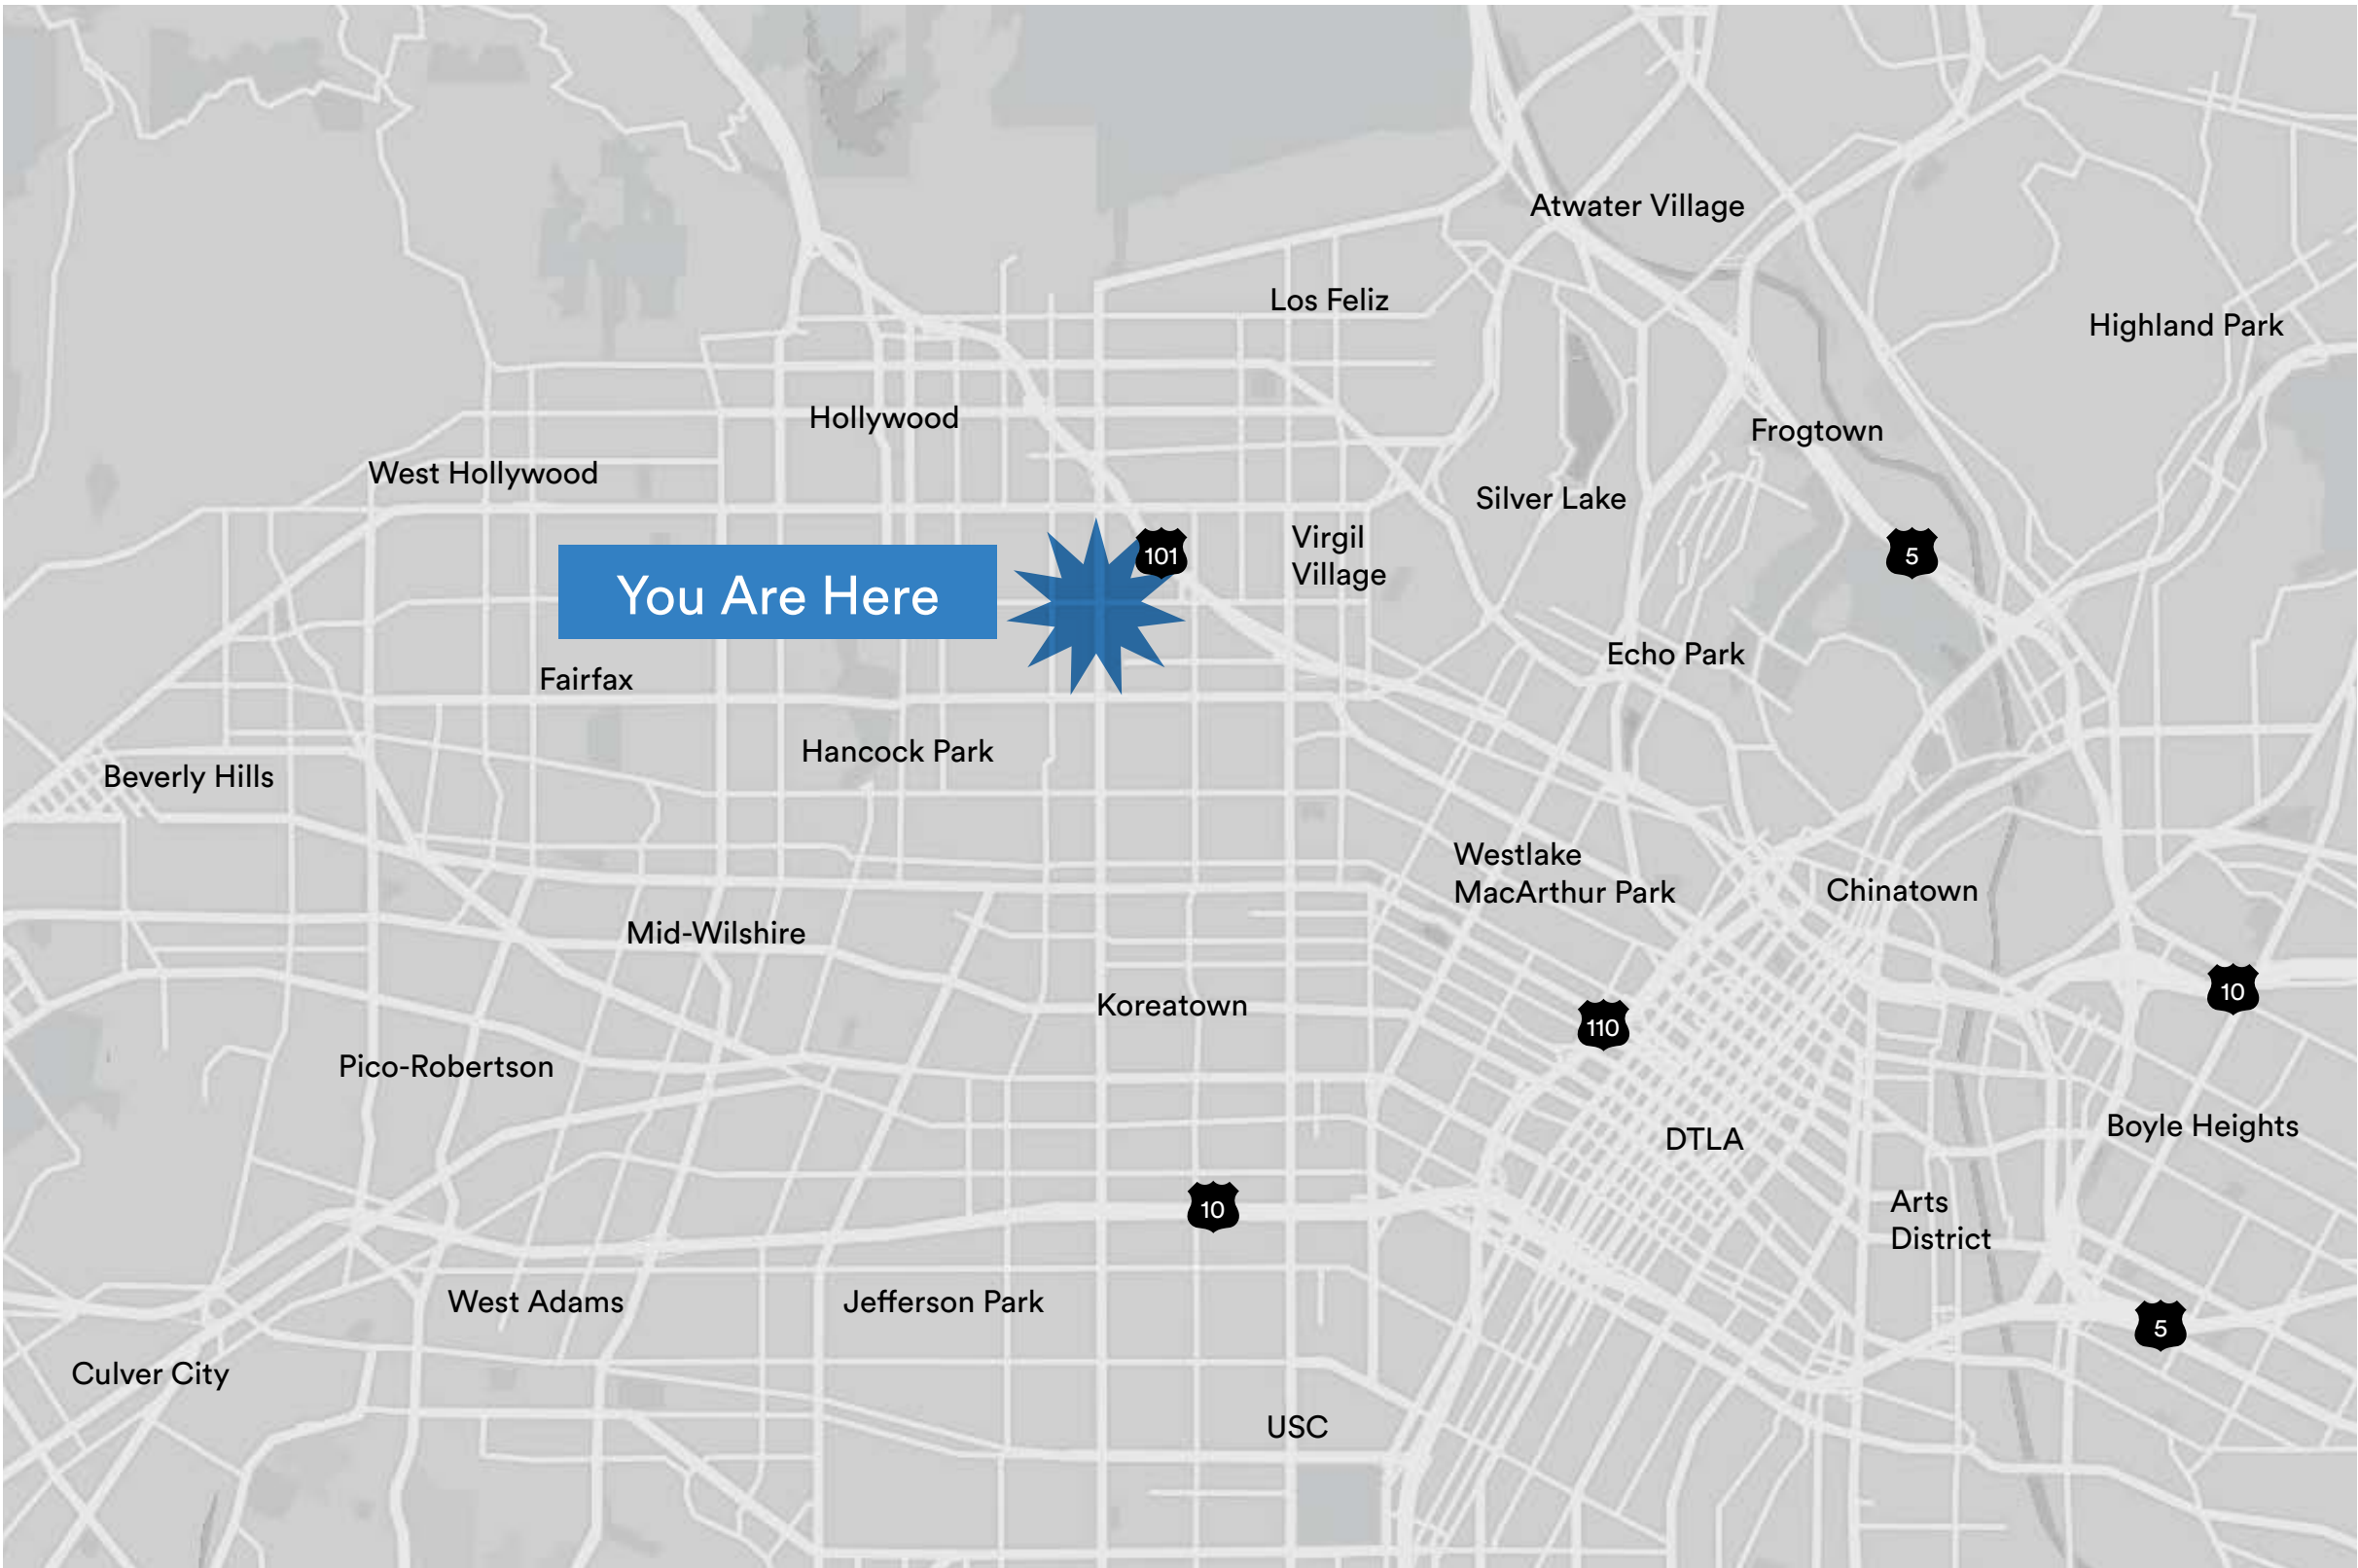 Atwater Village
Los Feliz
Highland Park
Hollywood
Frogtown
West Hollywood
Silver Lake
Virgil
Village
101
5
You Are Here
Echo Park
Fairfax
Hancock Park
Beverly Hills
Westlake
MacArthur Park
Chinatown
Mid-Wilshire
10
Koreatown
110
Pico-Robertson
Boyle Heights
DTLA
10
Arts
District
West Adams
Jefferson Park
5
Culver City
USC